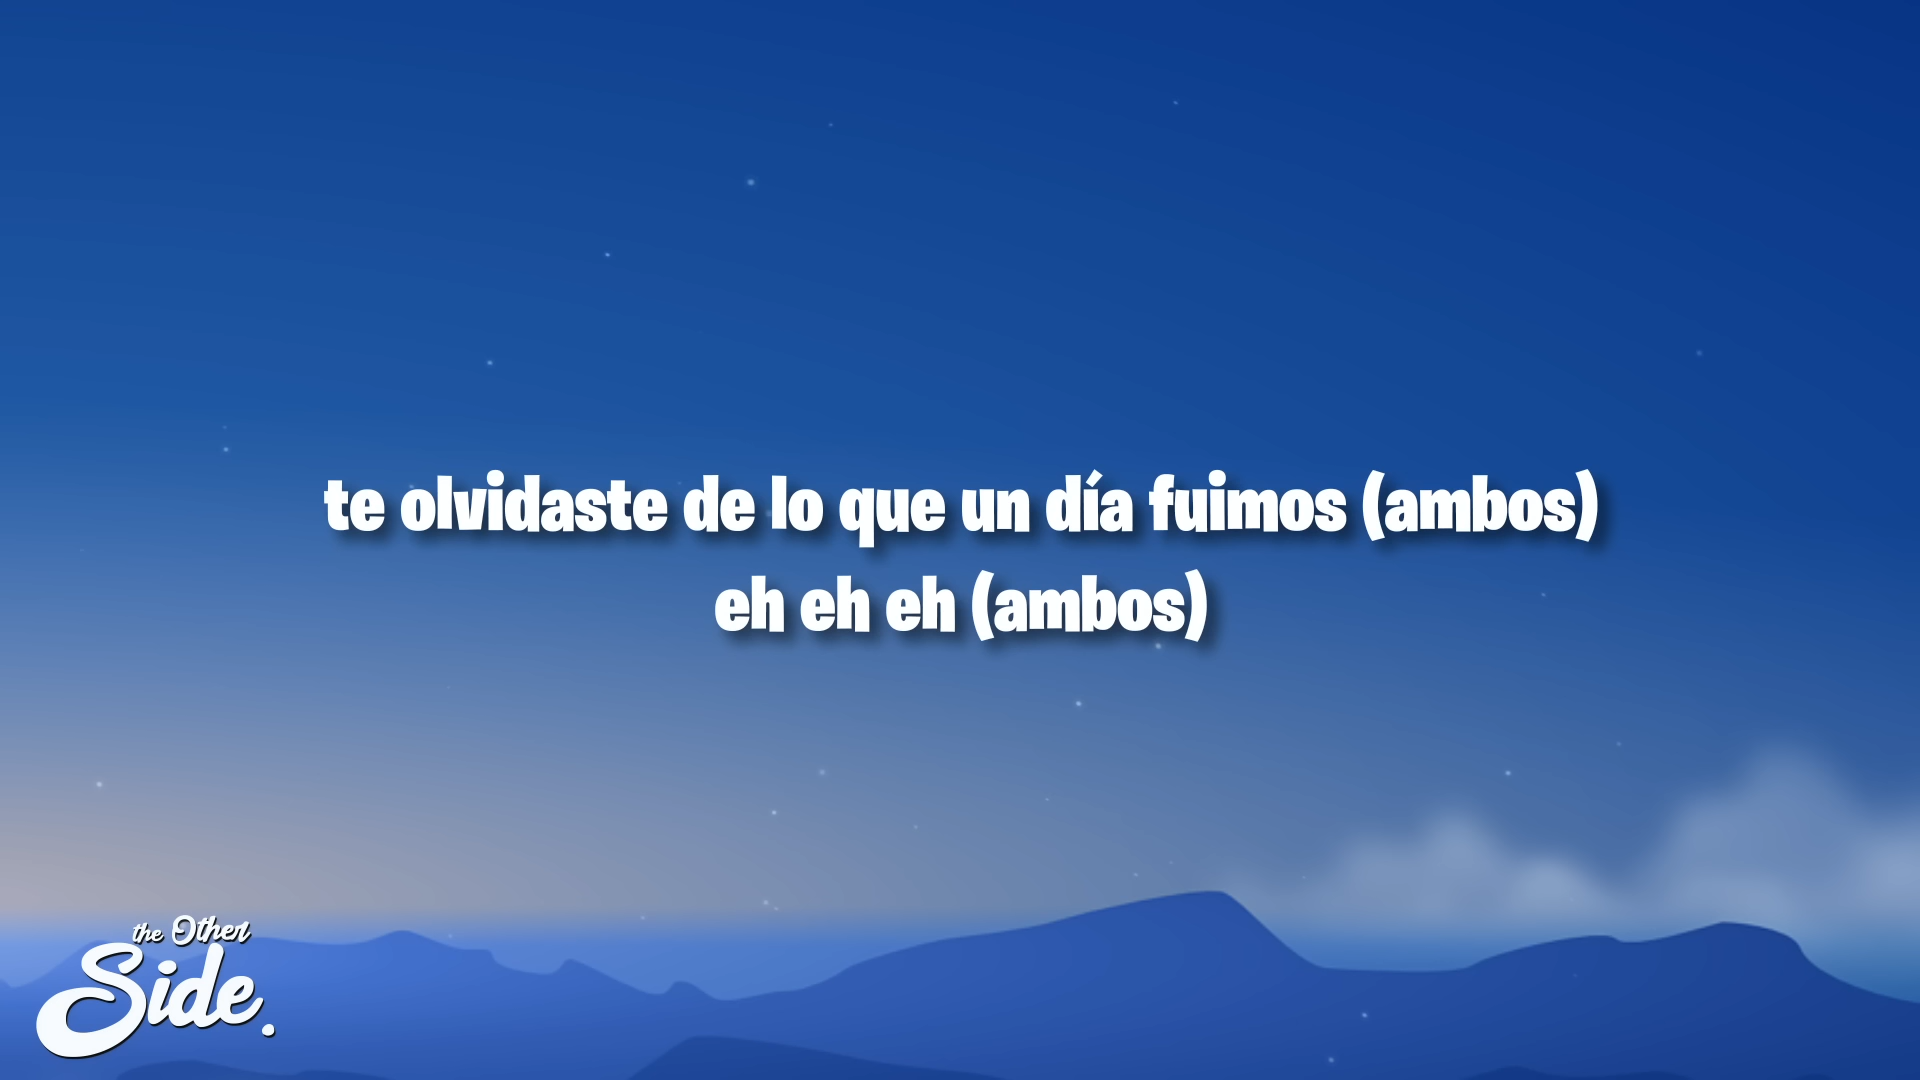 te olvidaste de lo que un día fuimos (ambos)
eh eh eh (ambos)
the Other
Side.